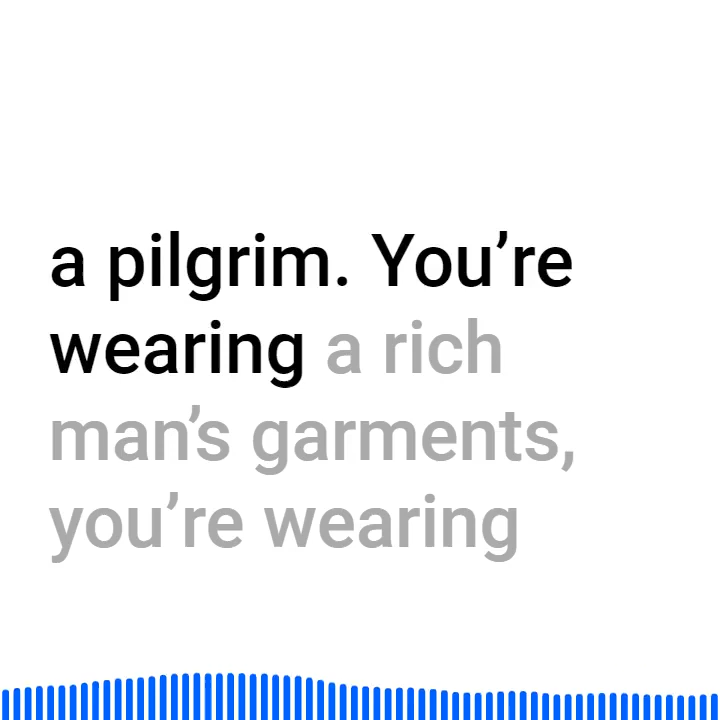 a pilgrim. You’re
wearing a rich
man’s garments,
you’re wearing